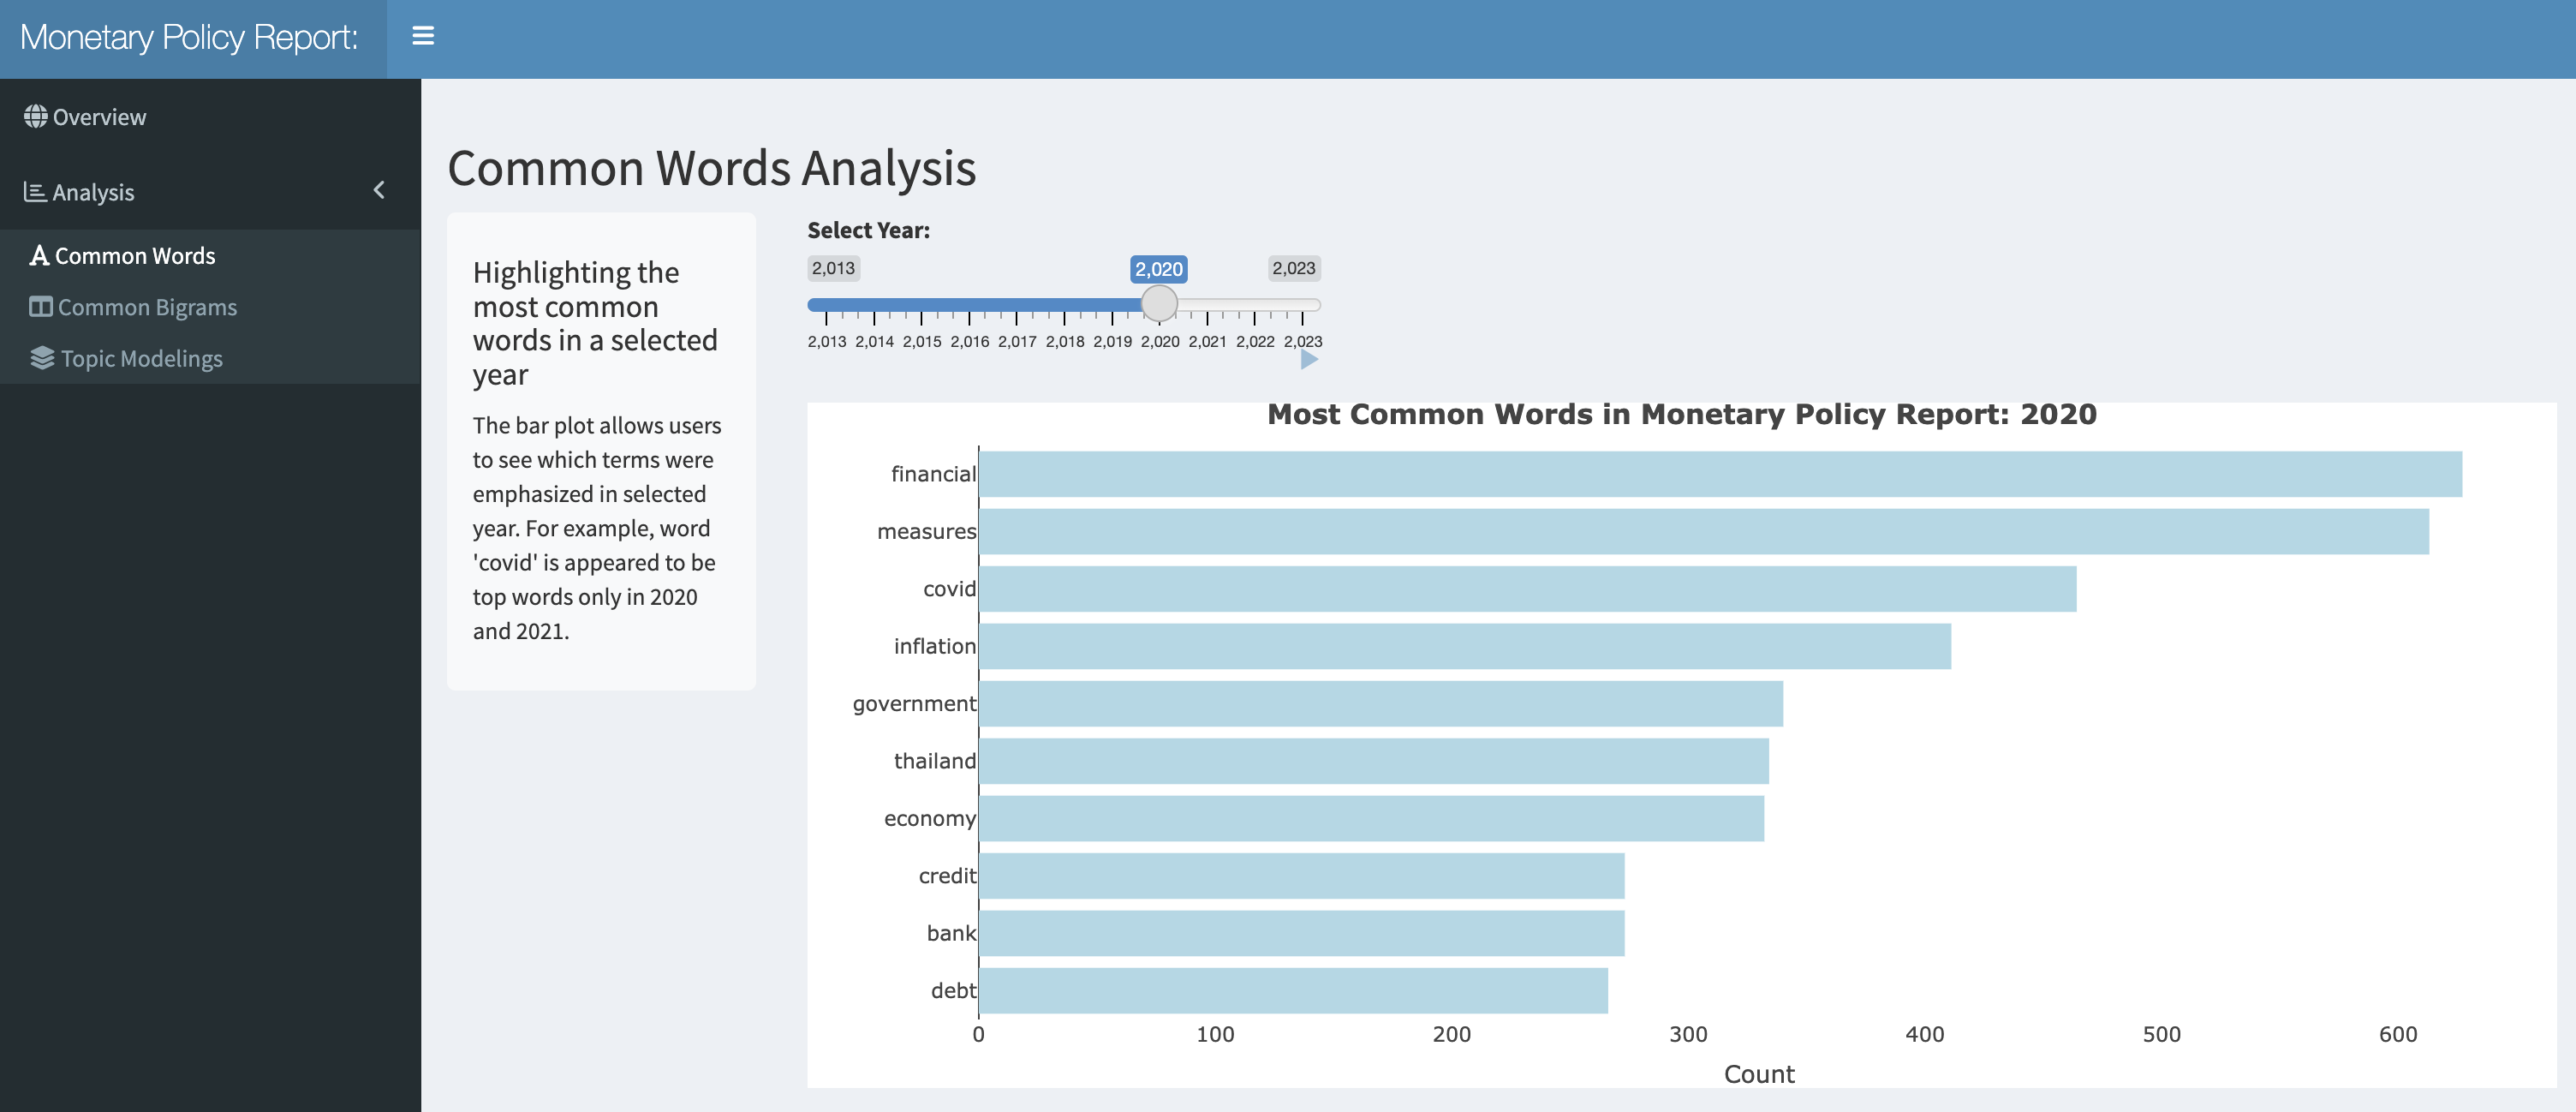 Monetary Policy Report:
Overview
Analysis
Common Words
Common Bigrams
Topic Modelings
Common Words Analysis
Highlighting the
most common
words in a selected
year
The bar plot allows users
to see which terms were
emphasized in selected
year. For example, word
'covid' is appeared to be
top words only in 2020
and 2021.
Select Year:
2,013 2,020 2,023
2,013 2,014 2,015 2,016 2,017 2,018 2,019 2,020 2,021 2,022 2,023
Most Common Words in Monetary Policy Report: 2020
financial
measures
covid
inflation
government
thailand
economy
credit
bank
debt
0 100 200 300 400 500 600
Count